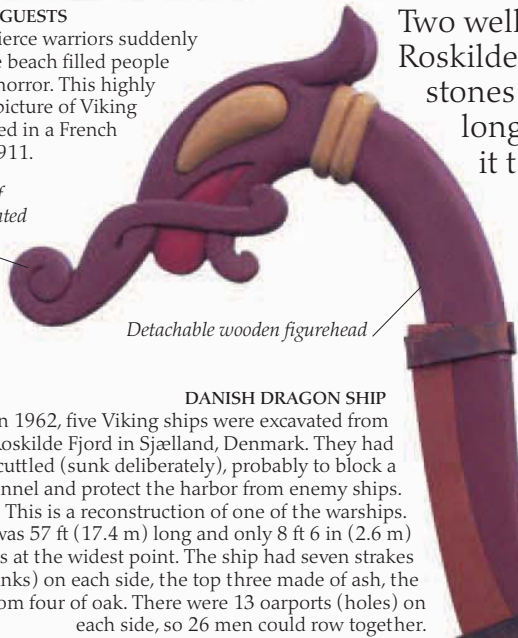 GUESTS
ierce warriors suddenly
e beach filled people
horror. This highly
picture of Viking
ed in a French
911.
f
nted
Two well
Roskilde
stones
long
it t
Detachable wooden figurehead
DANISH DRAGON SHIP
n 1962, five Viking ships were excavated from
Roskilde Fjord in Sjælland, Denmark. They had
cuttled (sunk deliberately), probably to block a
nnel and protect the harbor from enemy ships.
This is a reconstruction of one of the warships.
was 57 ft (17.4 m) long and only 8 ft 6 in (2.6 m)
s at the widest point. The ship had seven strakes
nks) on each side, the top three made of ash, the
om four of oak. There were 13 oarports (holes) on
each side, so 26 men could row together.